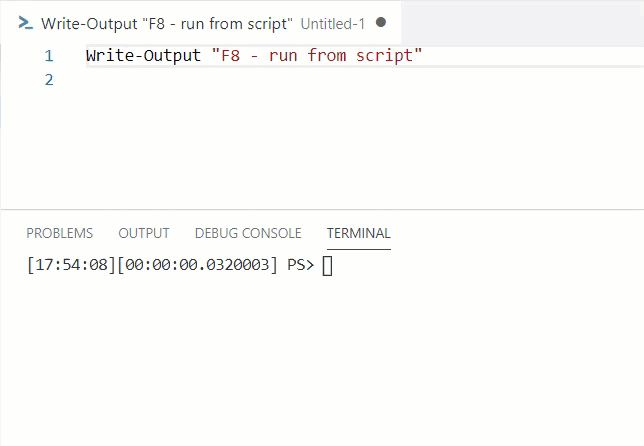 Write-Output "F8 - run from script" Untitled-1
1 Write-Output "F8 - run from script"
2
PROBLEMS OUTPUT DEBUG CONSOLE TERMINAL
[17:54:08][00:00:00.0320003] PS>